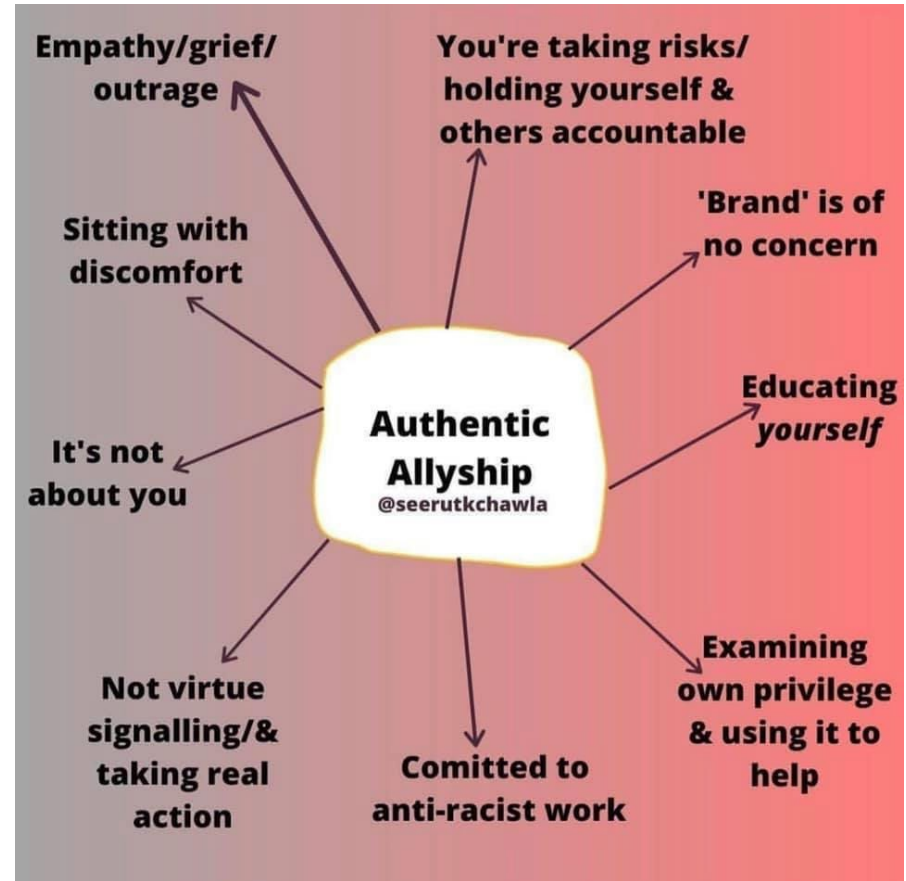 Empathy/grief/
outrage
You're taking risks/
holding yourself &
others accountable
'Brand' is of
no concern
Sitting with
discomfort
Educating
yourself
Authentic
Allyship
@seerutkchawla
It's not
about you
Examining
own privilege
& using it to
help
Not virtue
signalling/&
taking real
action
Comitted to
anti-racist work